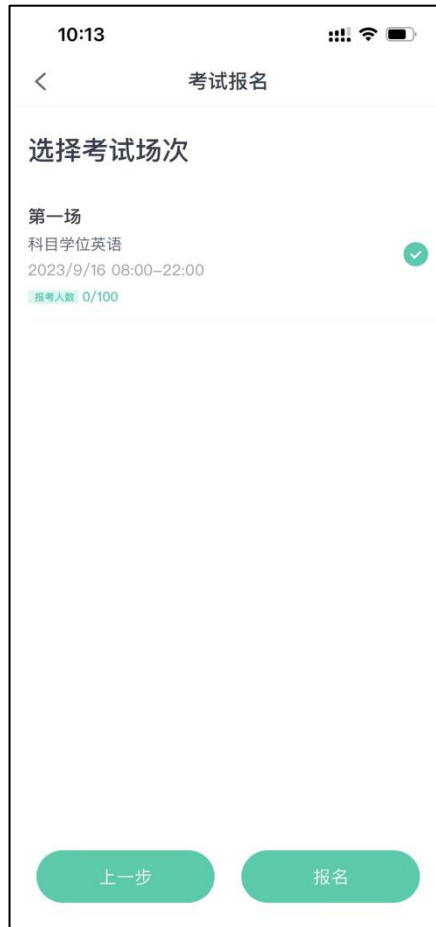 10:13
考试报名
选择考试场次
第一场
科目学位英语
2023/9/16 08:00-22:00
报考人数 0/100
上一步
报名